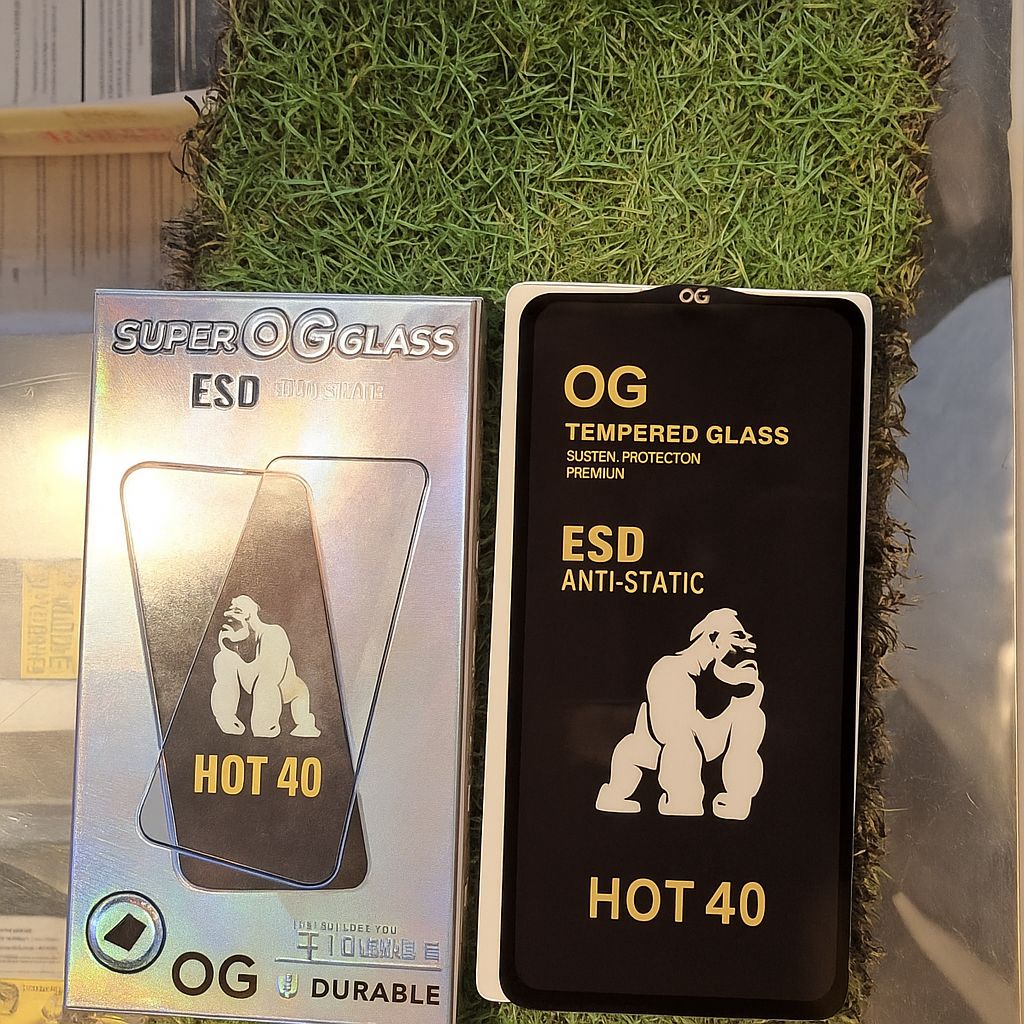 SUPER OG GLASS
ESD
HOT 40
OG
DURABLE
OG
OG
TEMPERED GLASS
SUSTEN. PROTECTON
PREMIUN
ESD
ANTI-STATIC
HOT 40